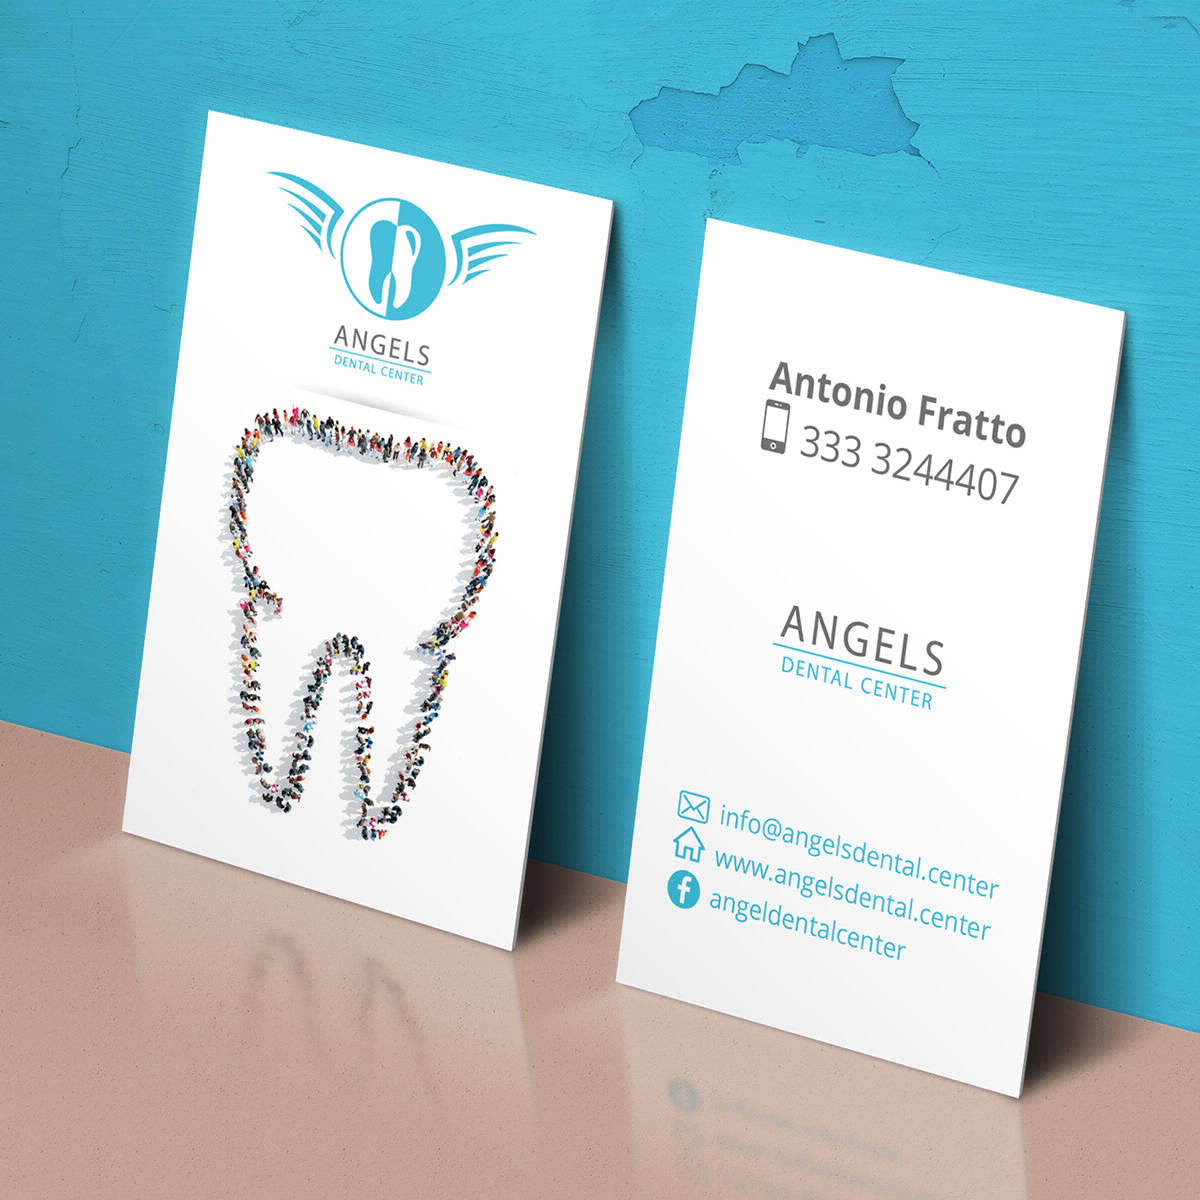 ANGELS
DENTAL CENTER
Antonio Fratto
333 3244407
ANGELS
DENTAL CENTER
info@angelsdental.center
www.angelsdental.center
angeldentalcenter